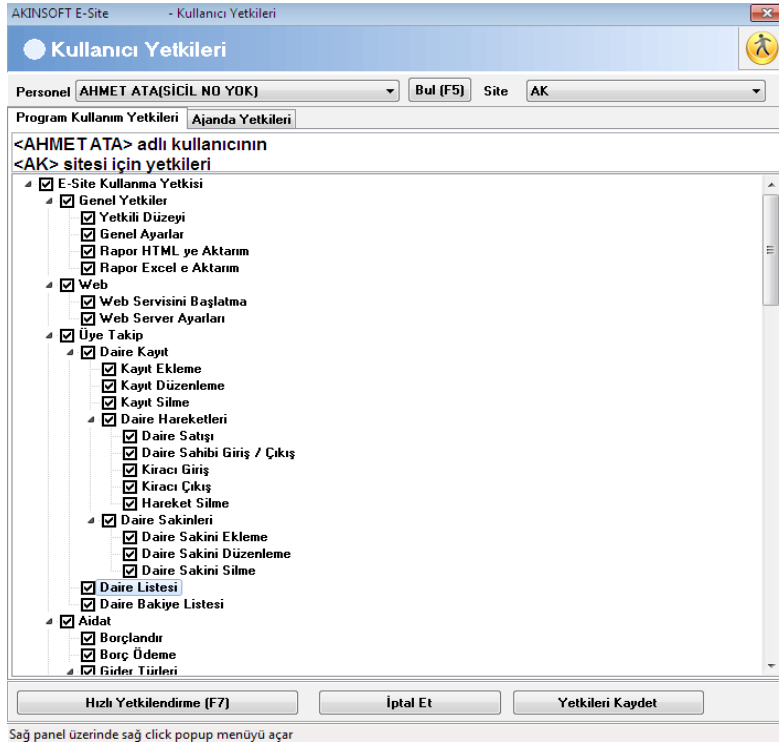 AKINSOFT E-Site - Kullanıcı Yetkileri
Kullanıcı Yetkileri
Personel AHMET ATA(SİCİL NO YOK) Bul (F5) Site AK
Program Kullanım Yetkileri Ajanda Yetkileri
<AHMET ATA> adlı kullanıcının
<AK> sitesi için yetkileri
E-Site Kullanma Yetkisi
Genel Yetkiler
Yetkili Düzeyi
Genel Ayarlar
Rapor HTML ye Aktarım
Rapor Excel e Aktarım
Web
Web Servisini Başlatma
Web Server Ayarları
Üye Takip
Daire Kayıt
Kayıt Ekleme
Kayıt Düzenleme
Kayıt Silme
Daire Hareketleri
Daire Satışı
Daire Sahibi Giriş / Çıkış
Kiracı Giriş
Kiracı Çıkış
Hareket Silme
Daire Sakinleri
Daire Sakini Ekleme
Daire Sakini Düzenleme
Daire Sakini Silme
Daire Listesi
Daire Bakiye Listesi
Aidat
Borçlandır
Borç Ödeme
Gider Türleri
Hızlı Yetkilendirme (F7) İptal Et Yetkileri Kaydet
Sağ panel üzerinde sağ click popup menüyü açar